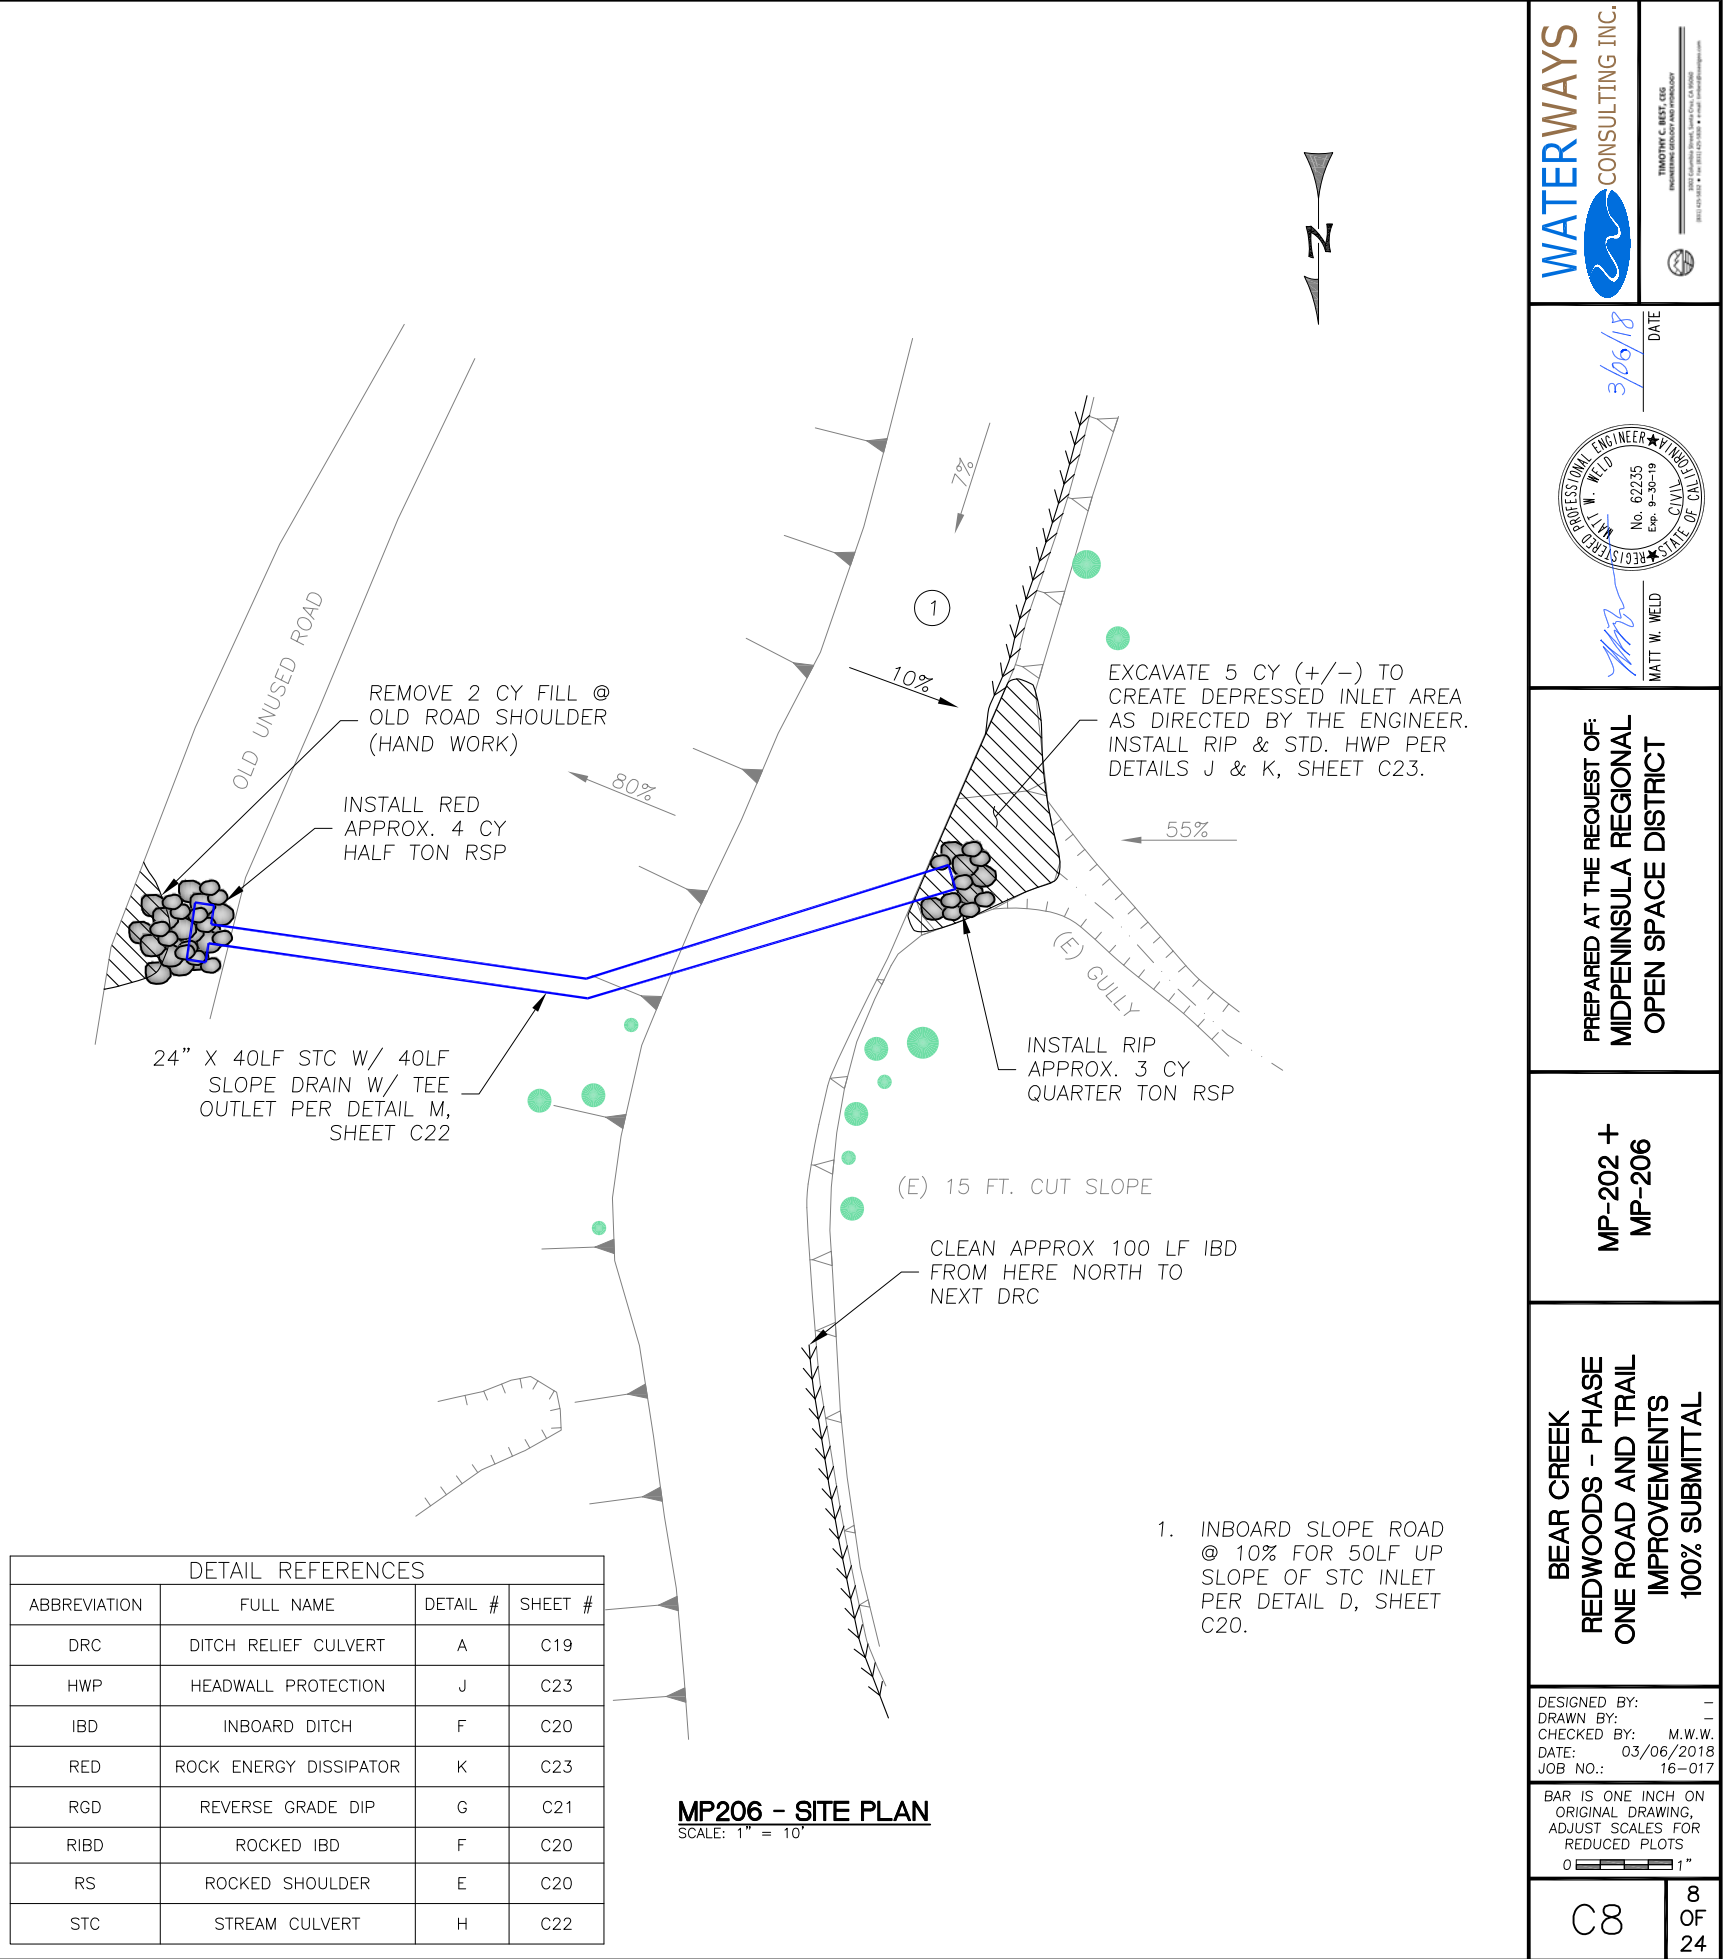 WATERWAYS
CONSULTING INC.
TIMOTHY C. BEST, CEG
ENGINEERING GEOLOGY AND HYDROLOGY
N
7%
1
10%
OLD UNUSED ROAD
REMOVE 2 CY FILL @
OLD ROAD SHOULDER
(HAND WORK)
80%
INSTALL RED
APPROX. 4 CY
HALF TON RSP
EXCAVATE 5 CY (+/-) TO
CREATE DEPRESSED INLET AREA
AS DIRECTED BY THE ENGINEER.
INSTALL RIP & STD. HWP PER
DETAILS J & K, SHEET C23.
55%
(E) GULLY
24" X 40LF STC W/ 40LF
SLOPE DRAIN W/ TEE
OUTLET PER DETAIL M,
SHEET C22
INSTALL RIP
APPROX. 3 CY
QUARTER TON RSP
(E) 15 FT. CUT SLOPE
CLEAN APPROX 100 LF IBD
FROM HERE NORTH TO
NEXT DRC
1. INBOARD SLOPE ROAD
@ 10% FOR 50LF UP
SLOPE OF STC INLET
PER DETAIL D, SHEET
C20.
DETAIL REFERENCES
ABBREVIATION FULL NAME DETAIL # SHEET #
DRC DITCH RELIEF CULVERT A C19
HWP HEADWALL PROTECTION J C23
IBD INBOARD DITCH F C20
RED ROCK ENERGY DISSIPATOR K C23
RGD REVERSE GRADE DIP G C21
RIBD ROCKED IBD F C20
RS ROCKED SHOULDER E C20
STC STREAM CULVERT H C22
MP206 - SITE PLAN
SCALE: 1" = 10'
3/06/18
DATE
REGISTERED PROFESSIONAL ENGINEER
MATT W. WELD
No. 62235
Exp. 9-30-19
CIVIL
STATE OF CALIFORNIA
MATT W. WELD
PREPARED AT THE REQUEST OF:
MIDPENINSULA REGIONAL
OPEN SPACE DISTRICT
MP-202 +
MP-206
BEAR CREEK
REDWOODS - PHASE
ONE ROAD AND TRAIL
IMPROVEMENTS
100% SUBMITTAL
DESIGNED BY: -
DRAWN BY: -
CHECKED BY: M.W.W.
DATE: 03/06/2018
JOB NO.: 16-017
BAR IS ONE INCH ON
ORIGINAL DRAWING,
ADJUST SCALES FOR
REDUCED PLOTS
0 1"
C8
8
OF
24